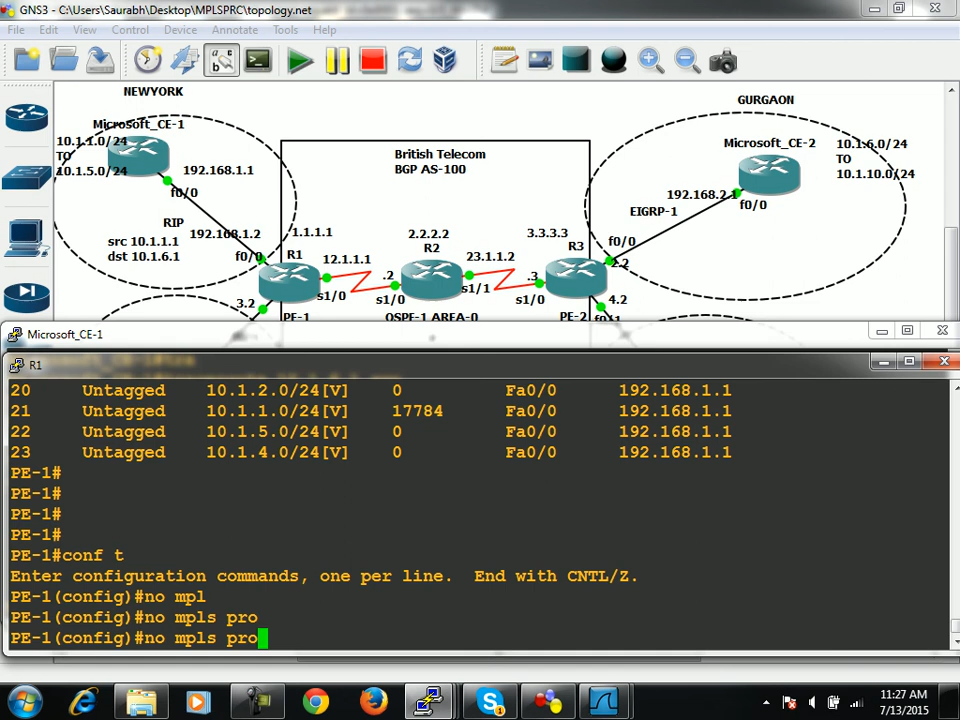 GNS3 - C:\Users\Saurabh\Desktop\MPLSPRC\topology.net
File Edit View Control Device Annotate Tools Help
NEWYORK
GURGAON
Microsoft_CE-1
10.1.1.0/24
TO
10.1.5.0/24
192.168.1.1
f0/0
RIP
192.168.1.2
src 10.1.1.1
dst 10.1.6.1
f0/0
British Telecom
BGP AS-100
1.1.1.1
R1
12.1.1.1
s1/0
3.2
PE-1
2.2.2.2
R2
.2
s1/0
23.1.1.2
s1/1
OSPF-1 AREA-0
3.3.3.3
R3
.3
s1/0
PE-2
f0/0
2.2
4.2
EIGRP-1
Microsoft_CE-2
192.168.2.1
f0/0
10.1.6.0/24
TO
10.1.10.0/24
Microsoft_CE-1
R1
20 Untagged 10.1.2.0/24[V] 0 Fa0/0 192.168.1.1
21 Untagged 10.1.1.0/24[V] 17784 Fa0/0 192.168.1.1
22 Untagged 10.1.5.0/24[V] 0 Fa0/0 192.168.1.1
23 Untagged 10.1.4.0/24[V] 0 Fa0/0 192.168.1.1
PE-1#
PE-1#
PE-1#
PE-1#
PE-1#conf t
Enter configuration commands, one per line. End with CNTL/Z.
PE-1(config)#no mpl
PE-1(config)#no mpls pro
PE-1(config)#no mpls pro
11:27 AM
7/13/2015